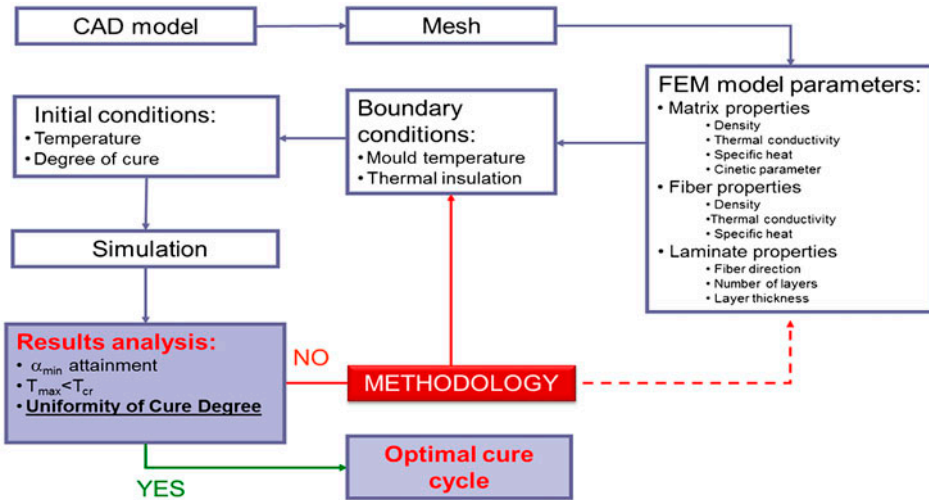 CAD model
Mesh
FEM model parameters:
• Matrix properties
• Density
• Thermal conductivity
• Specific heat
• Cinetic parameter
• Fiber properties
• Density
•Thermal conductivity
• Specific heat
• Laminate properties
• Fiber direction
• Number of layers
• Layer thickness
Boundary
conditions:
• Mould temperature
• Thermal insulation
Initial conditions:
• Temperature
• Degree of cure
Simulation
Results analysis:
• αmin attainment
• Tmax<Tcr
• Uniformity of Cure Degree
NO
METHODOLOGY
YES
Optimal cure
cycle